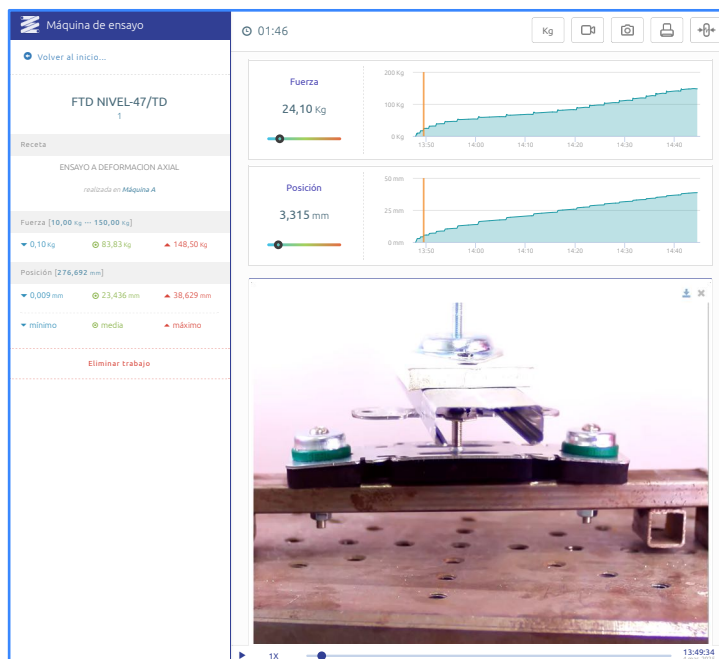 Máquina de ensayo
Volver al inicio...
FTD NIVEL-47/TD
1
Receta
ENSAYO A DEFORMACION AXIAL
realizada en Máquina A
Fuerza [10,00 Kg — 150,00 Kg]
0,10 Kg 83,83 Kg 148,50 Kg
Posición [276,692 mm]
0,009 mm 23,436 mm 38,629 mm
mínimo media máximo
Eliminar trabajo
01:46
Kg
Fuerza
24,10 Kg
200 Kg
100 Kg
0 Kg
13:50 14:00 14:10 14:20 14:30 14:40
Posición
3,315 mm
50 mm
25 mm
0 mm
13:50 14:00 14:10 14:20 14:30 14:40
1X
13:49:34